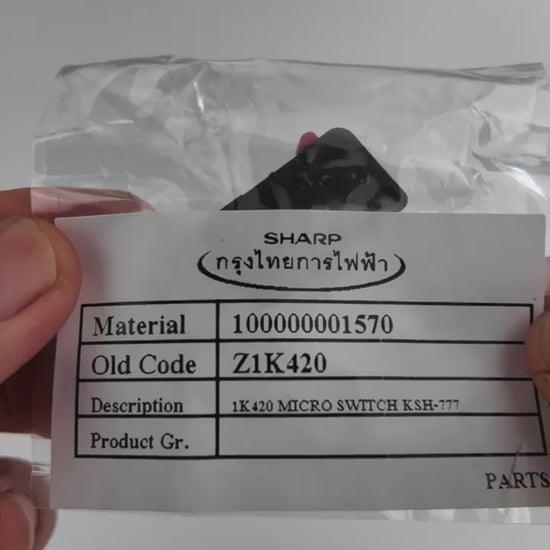 SHARP
กรุงไทยการไฟฟ้า
Material 100000001570
Old Code Z1K420
Description 1K420 MICRO SWITCH KSH-777
Product Gr.
PARTS